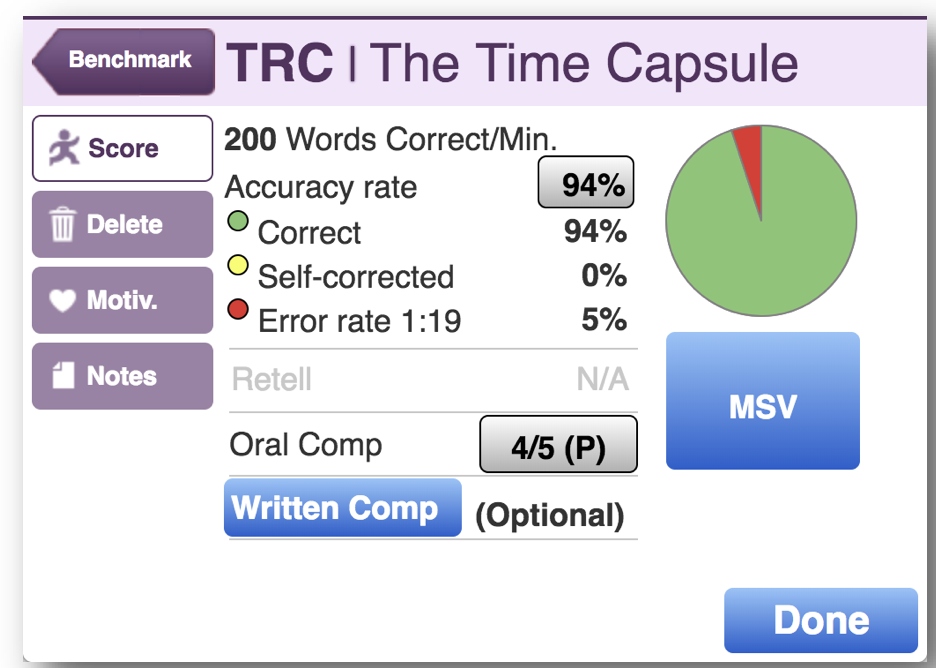 Benchmark
TRC | The Time Capsule
Score
Delete
Motiv.
Notes
200 Words Correct/Min.
Accuracy rate 94%
Correct 94%
Self-corrected 0%
Error rate 1:19 5%
Retell N/A
Oral Comp 4/5 (P)
Written Comp (Optional)
MSV
Done